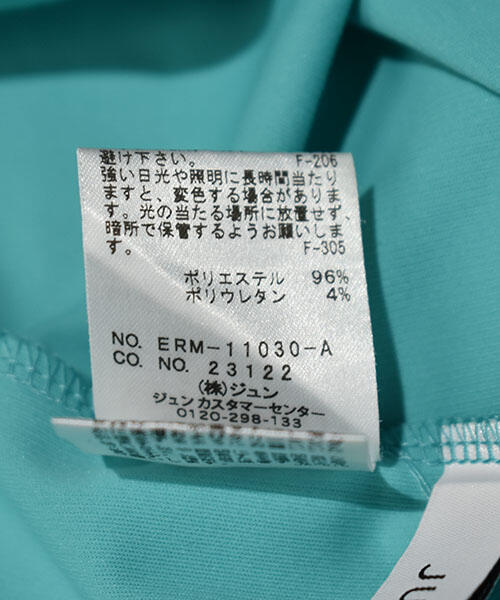 避け下さい。 F-206
強い日光や照明に長時間当たり
ますと、変色する場合がありま
す。光の当たる場所に放置せず、
暗所で保管するようお願いしま
す。 F-305
ポリエステル 96%
ポリウレタン 4%
NO. ERM-11030-A
CO. NO. 23122
(株)ジュン
ジュン カスタマーセンター
0120-298-133
JU